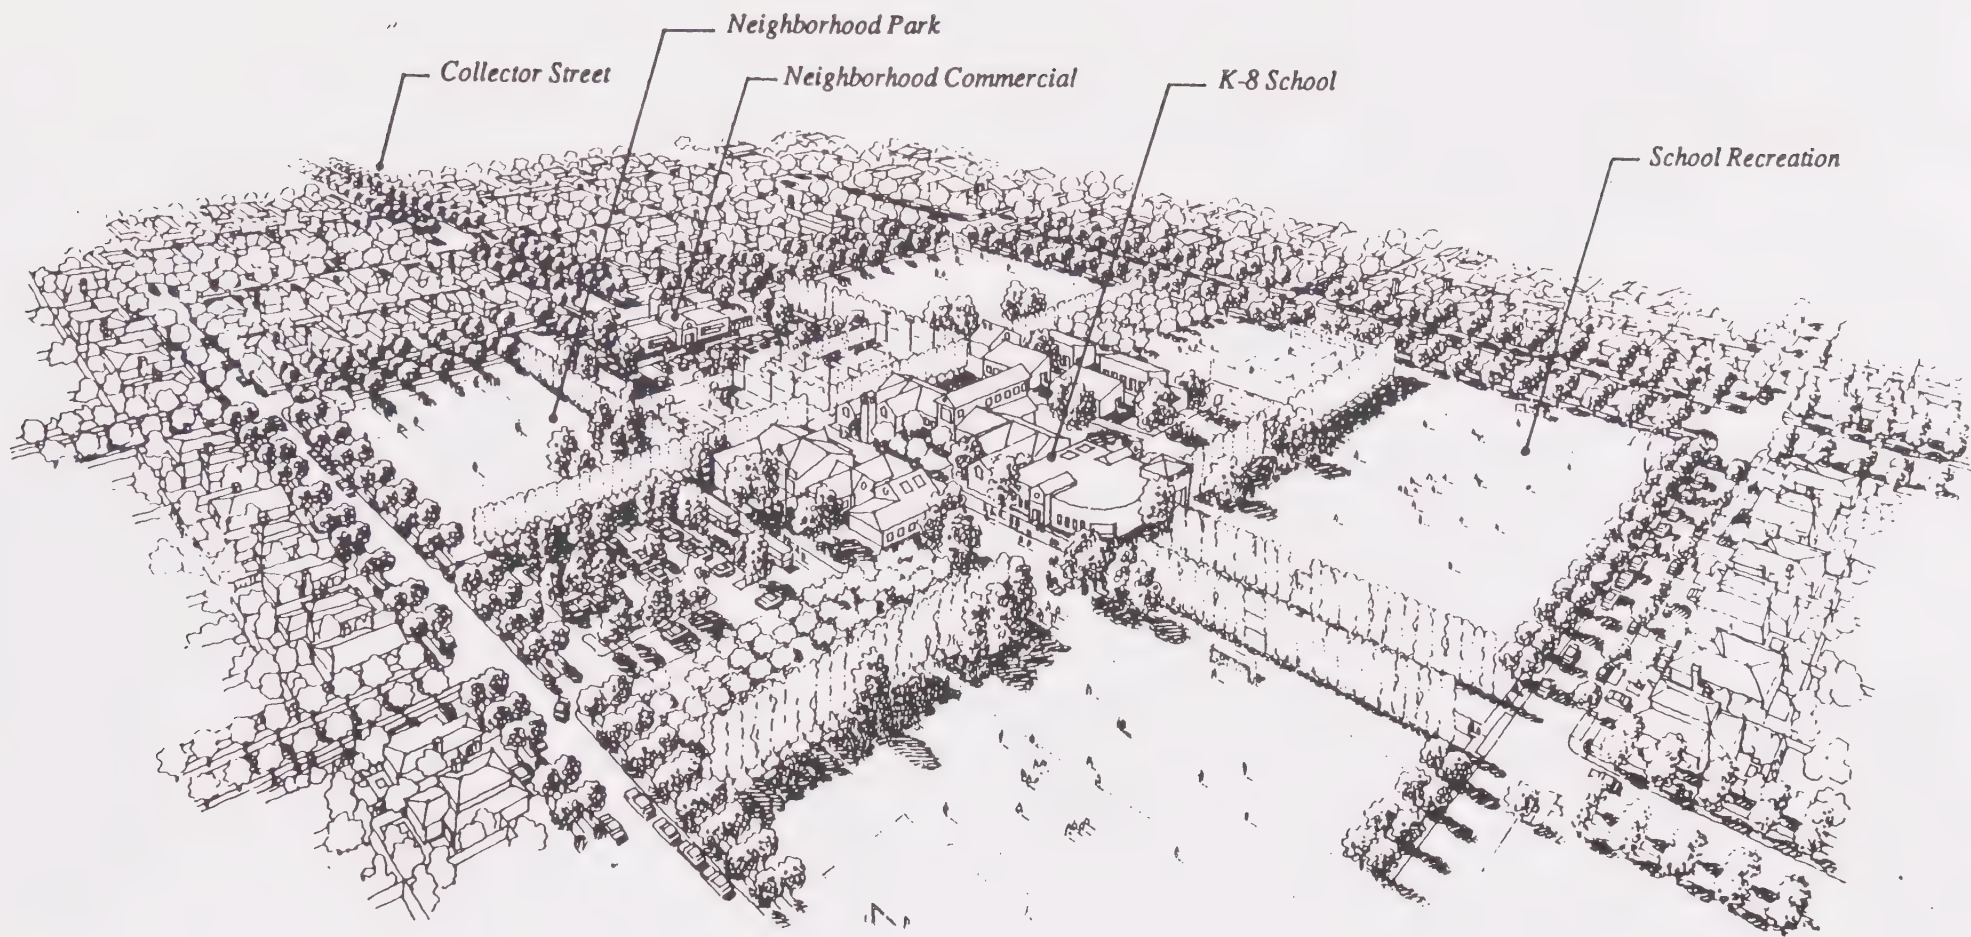 Neighborhood Park
Collector Street
Neighborhood Commercial
K-8 School
School Recreation